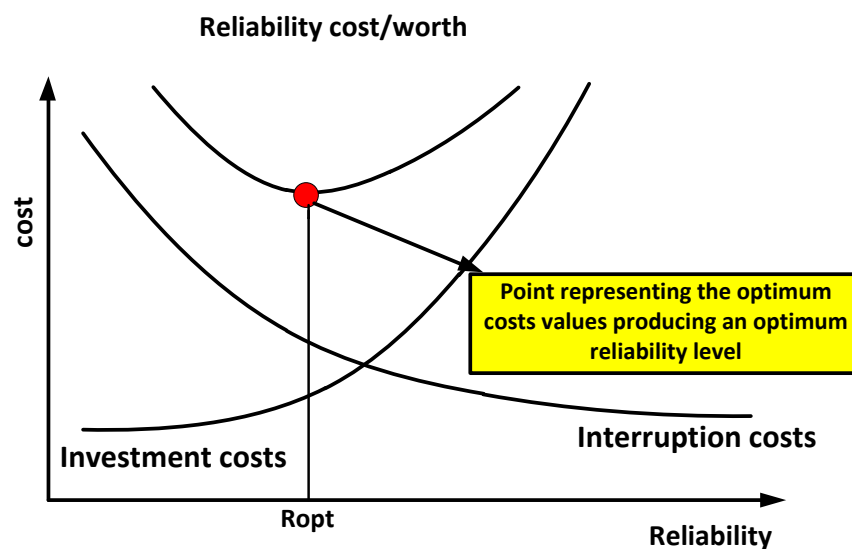 Reliability cost/worth
cost
Point representing the optimum
costs values producing an optimum
reliability level
Investment costs
Interruption costs
Ropt
Reliability